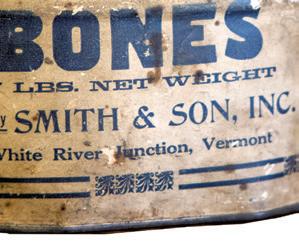 BONES
LBS. NET WEIGHT
SMITH & SON, INC.
White River Junction, Vermont